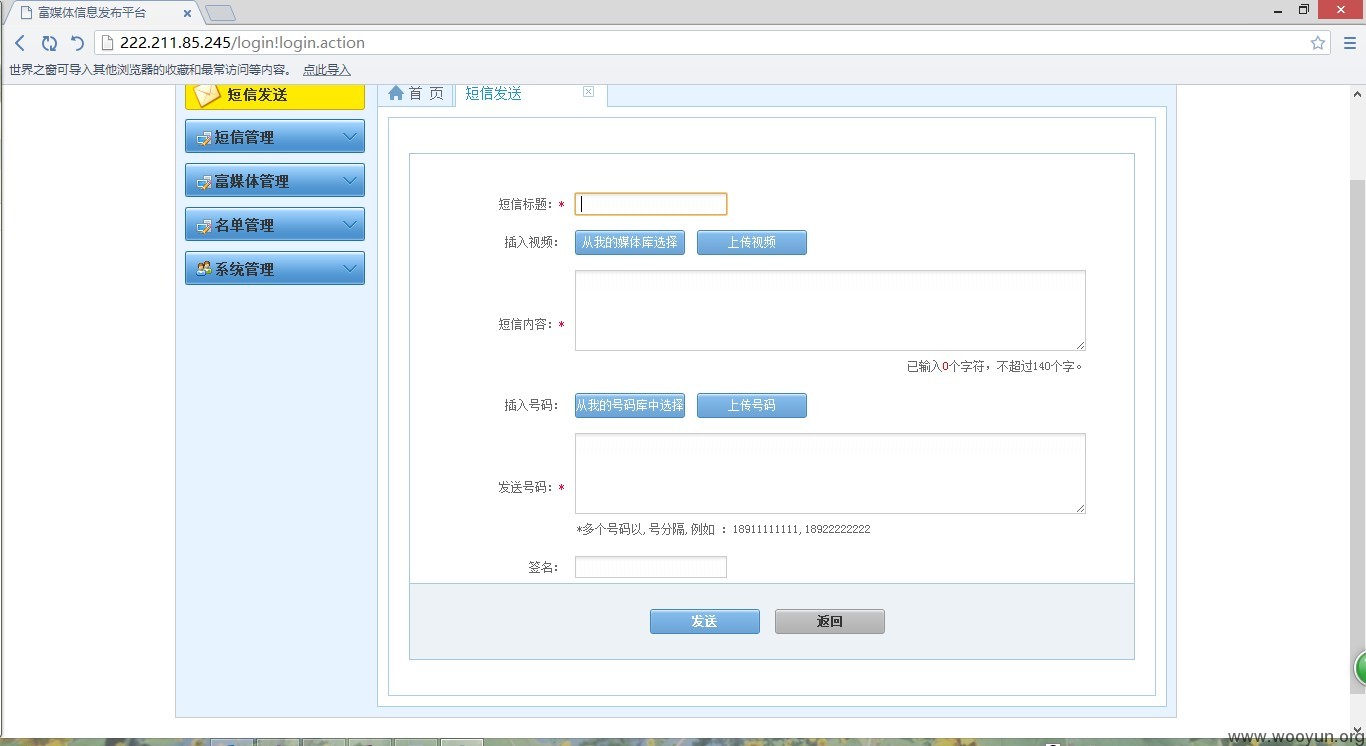 富媒体信息发布平台
222.211.85.245/login!login.action
世界之窗可导入其他浏览器的收藏和最常访问等内容。 点此导入
短信发送
首 页
短信发送
短信管理
富媒体管理
名单管理
系统管理
短信标题：*
插入视频： 从我的媒体库选择 上传视频
短信内容：*
已输入0个字符，不超过140个字。
插入号码： 从我的号码库中选择 上传号码
发送号码：*
*多个号码以,号分隔,例如 ：18911111111,18922222222
签名：
发送 返回
www.wooyun.org